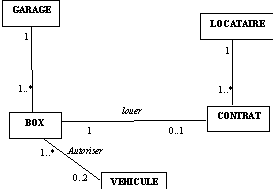 GARAGE
LOCATAIRE
1
1
1..*
1..*
louer
BOX
CONTRAT
1
0..1
1..*
Autoriser
0..2
VEHICULE